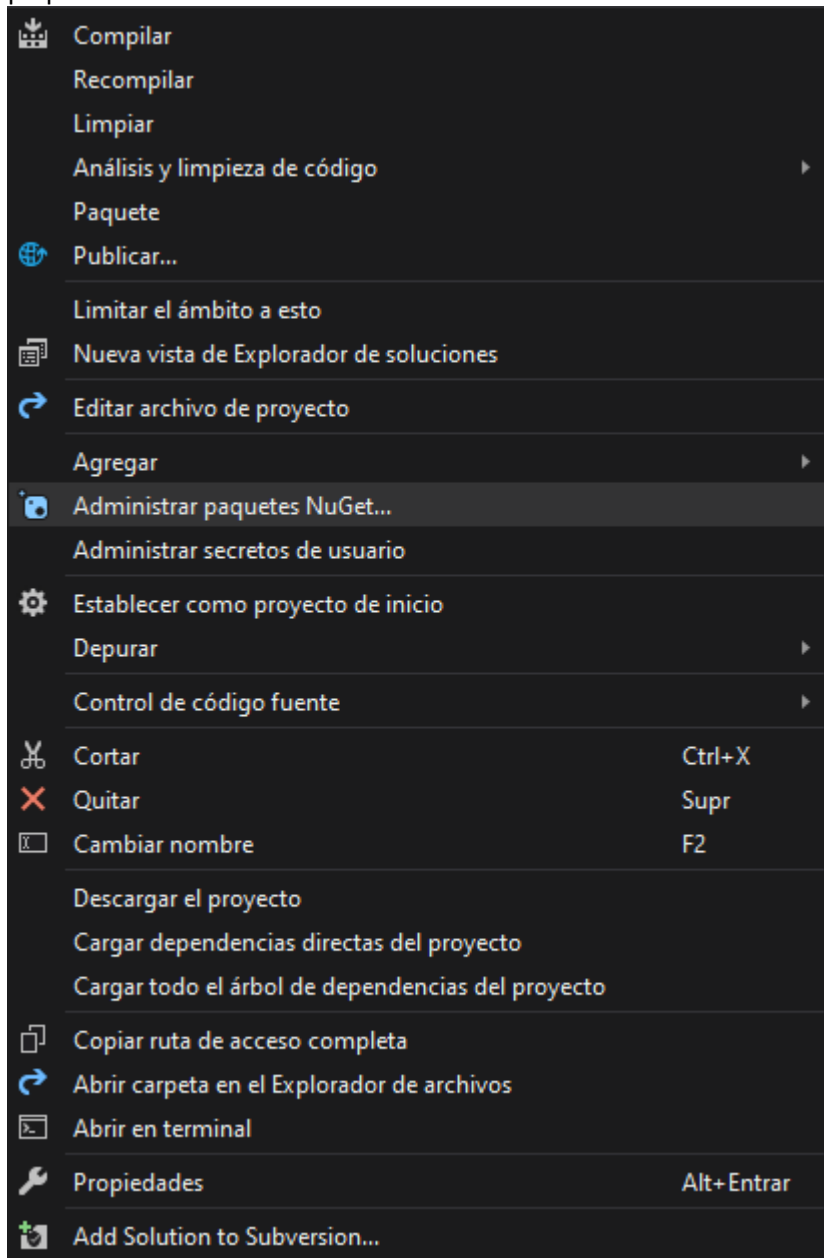 Compilar
Recompilar
Limpiar
Análisis y limpieza de código
Paquete
Publicar...
Limitar el ámbito a esto
Nueva vista de Explorador de soluciones
Editar archivo de proyecto
Agregar
Administrar paquetes NuGet...
Administrar secretos de usuario
Establecer como proyecto de inicio
Depurar
Control de código fuente
Cortar Ctrl+X
Quitar Supr
Cambiar nombre F2
Descargar el proyecto
Cargar dependencias directas del proyecto
Cargar todo el árbol de dependencias del proyecto
Copiar ruta de acceso completa
Abrir carpeta en el Explorador de archivos
Abrir en terminal
Propiedades Alt+Entrar
Add Solution to Subversion...